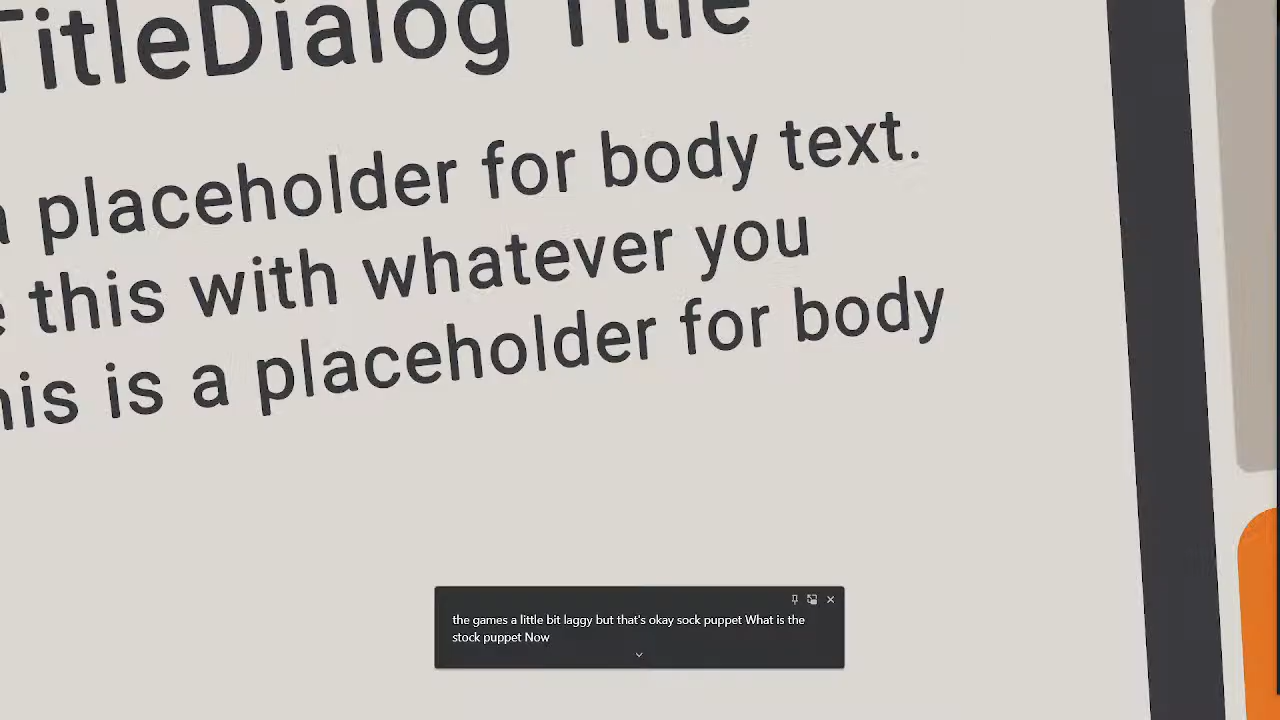 TitleDialog Title
a placeholder for body text.
this with whatever you
his is a placeholder for body
the games a little bit laggy but that's okay sock puppet What is the
stock puppet Now